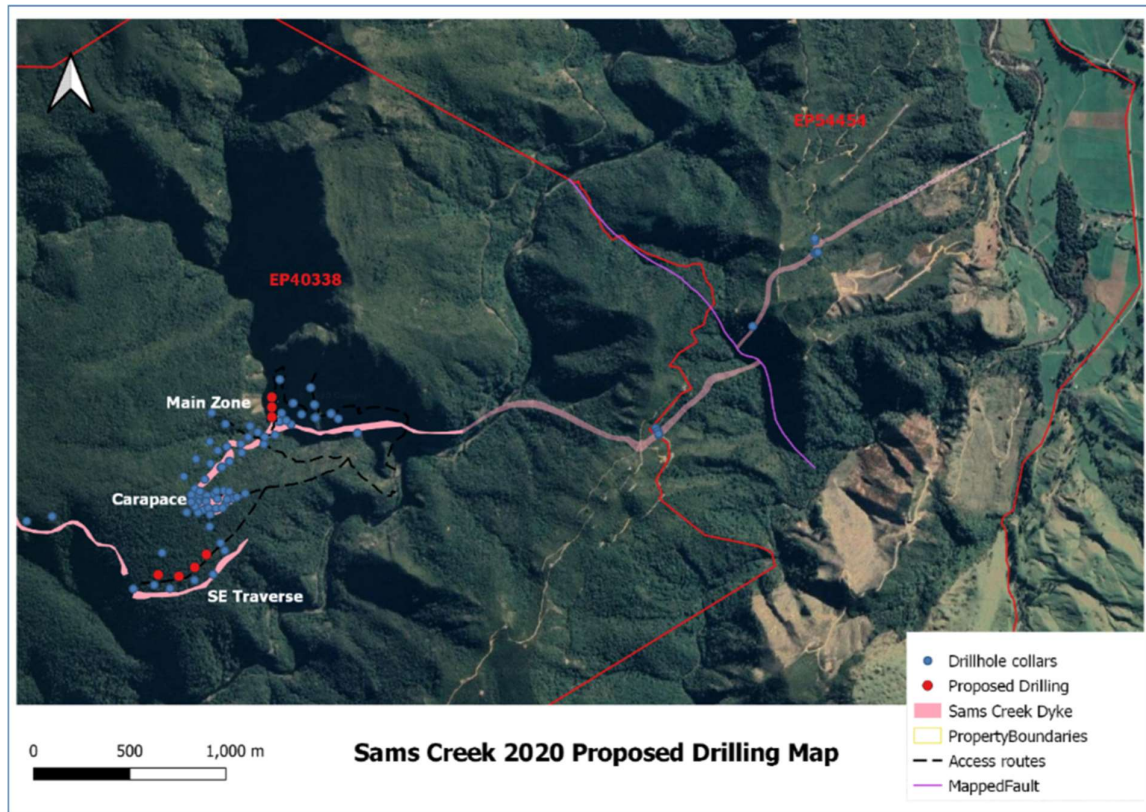 EP54454
EP40338
Main Zone
Carapace
SE Traverse
Drillhole collars
Proposed Drilling
Sams Creek Dyke
PropertyBoundaries
Access routes
MappedFault
0 500 1,000 m
Sams Creek 2020 Proposed Drilling Map